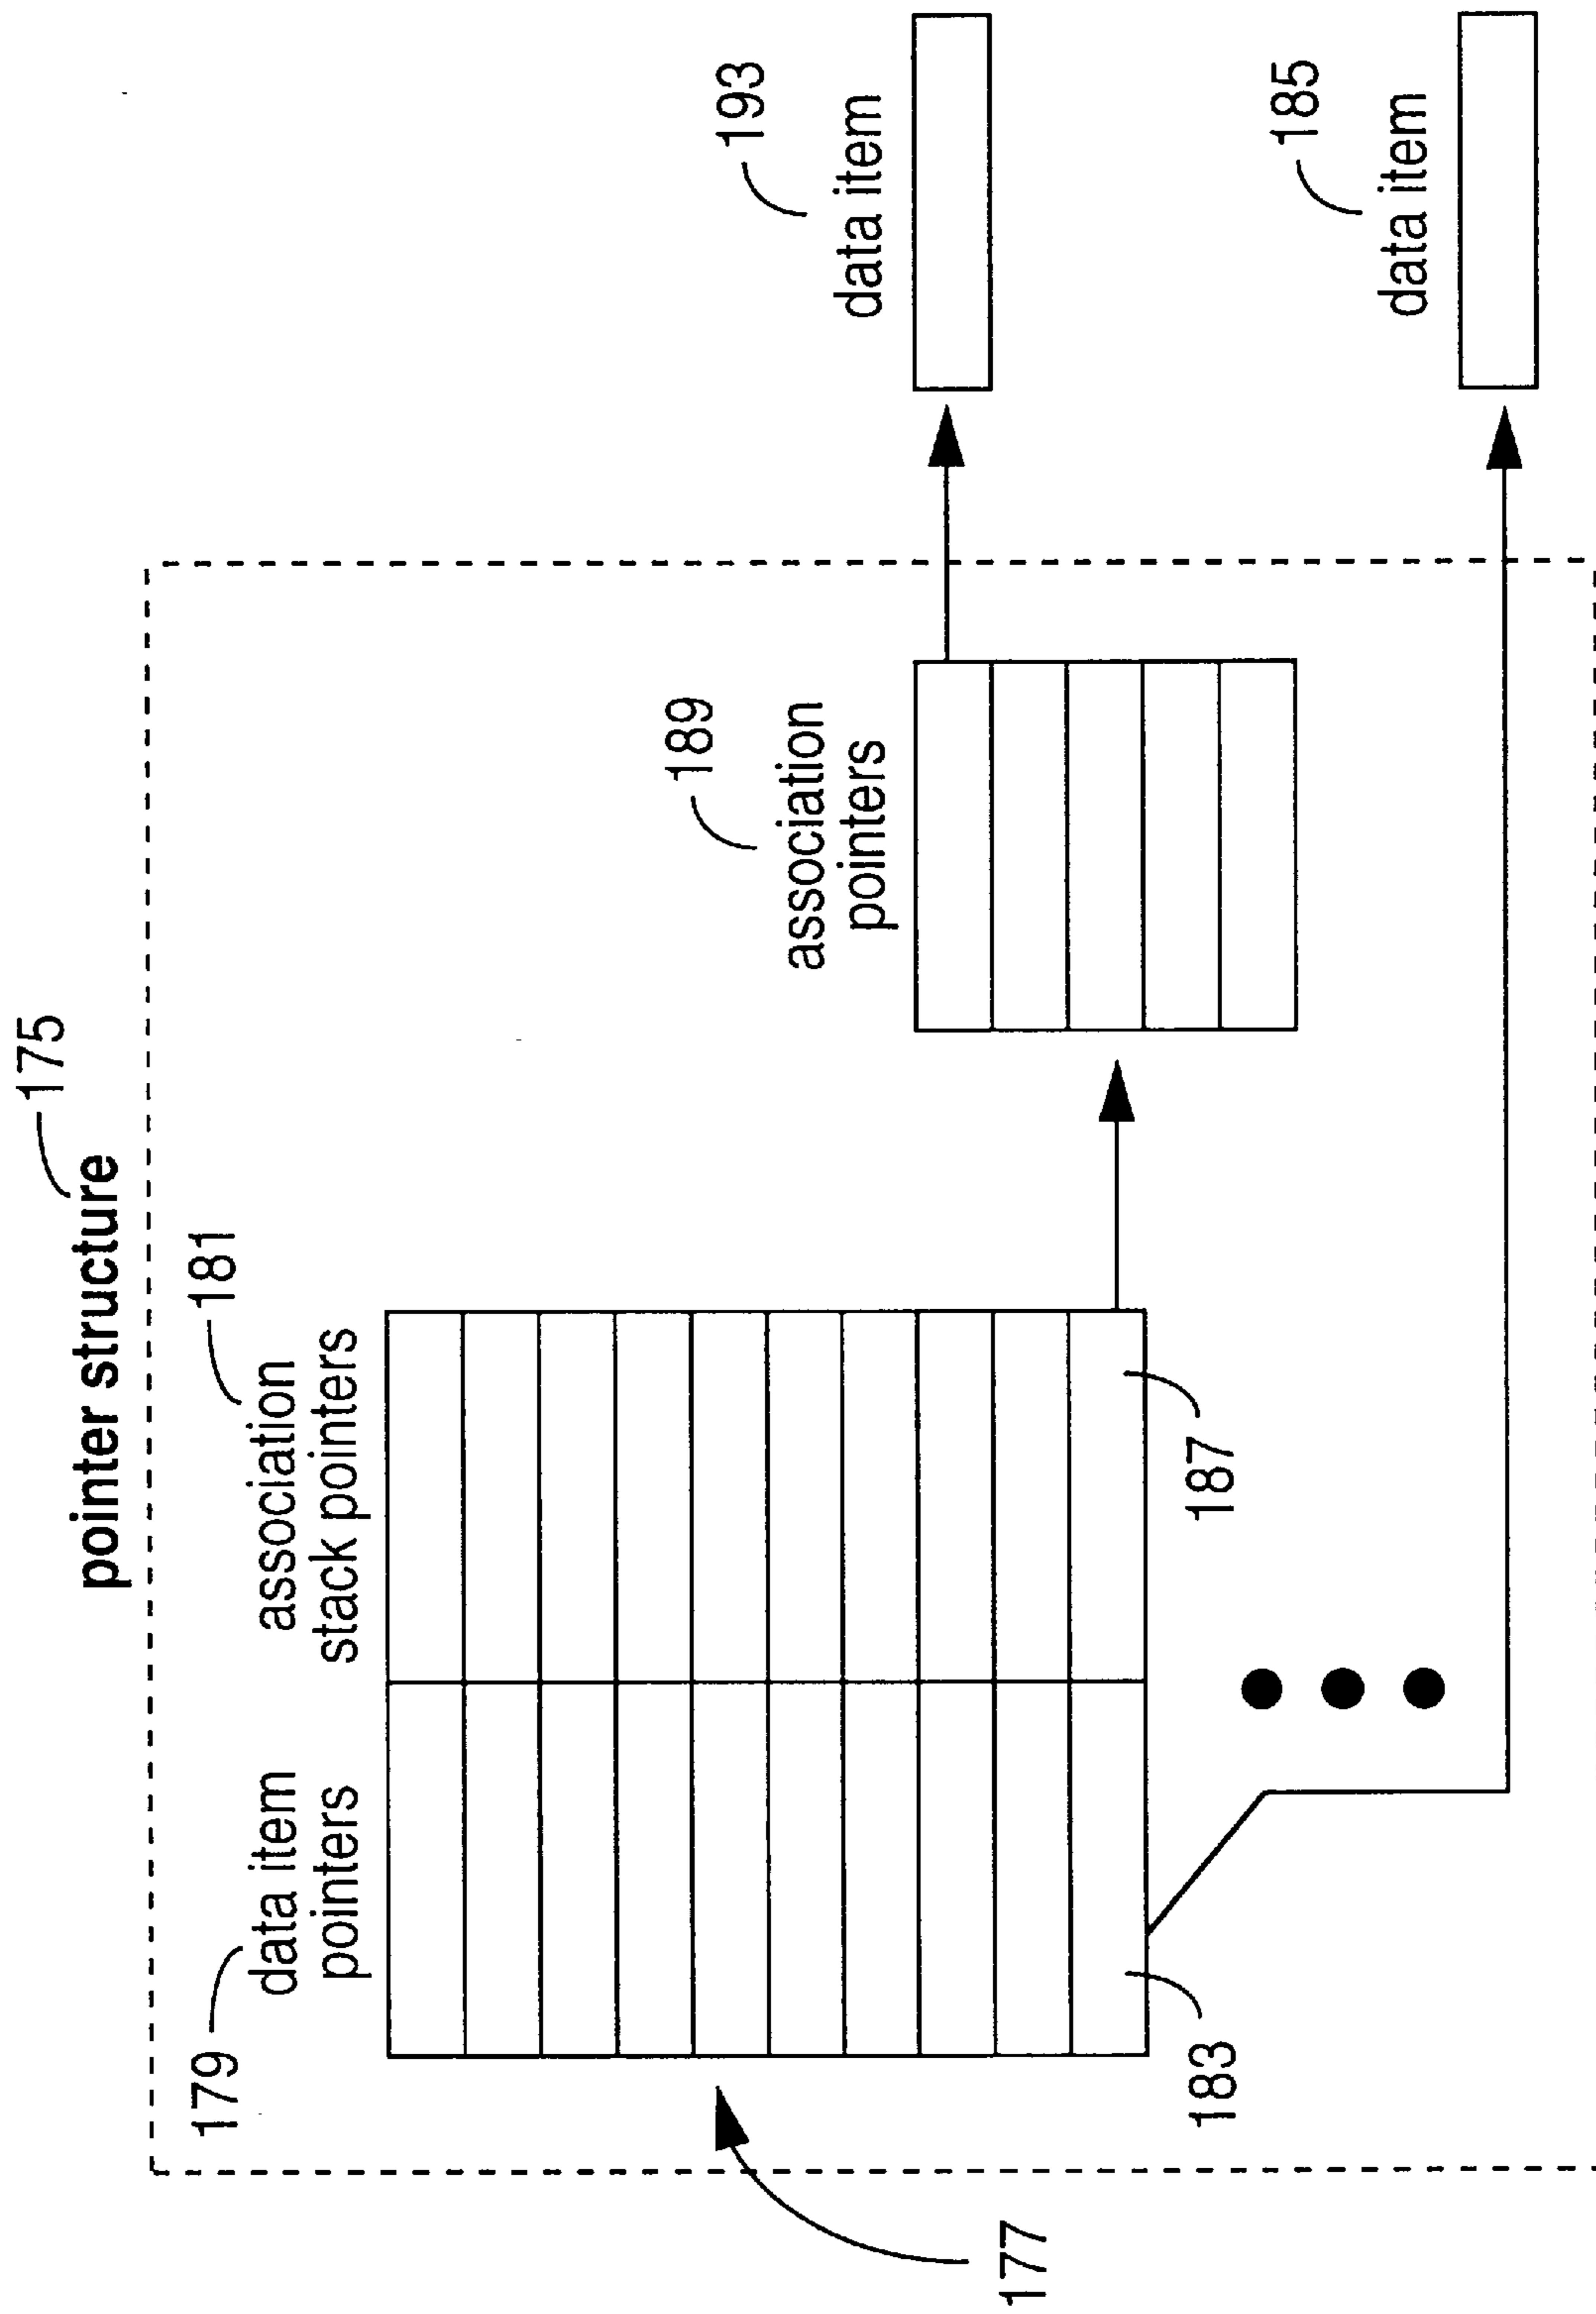 pointer structure
175
179
data item
pointers
181
association
stack pointers
189
association
pointers
193
data item
185
data item
177
183
187